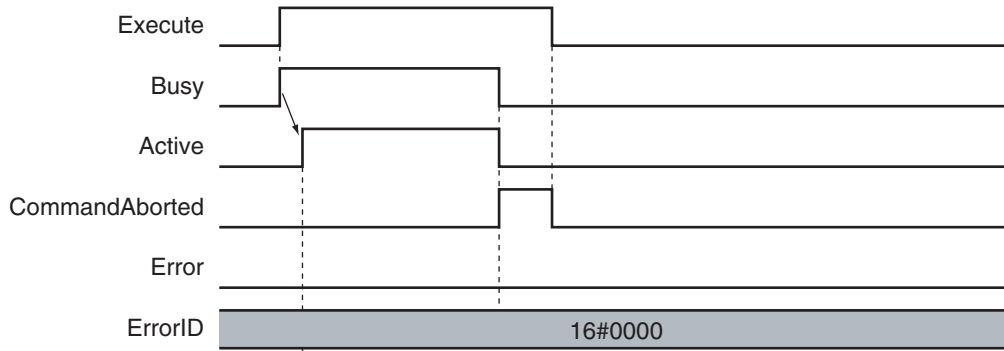 Execute
Busy
Active
CommandAborted
Error
ErrorID 16#0000